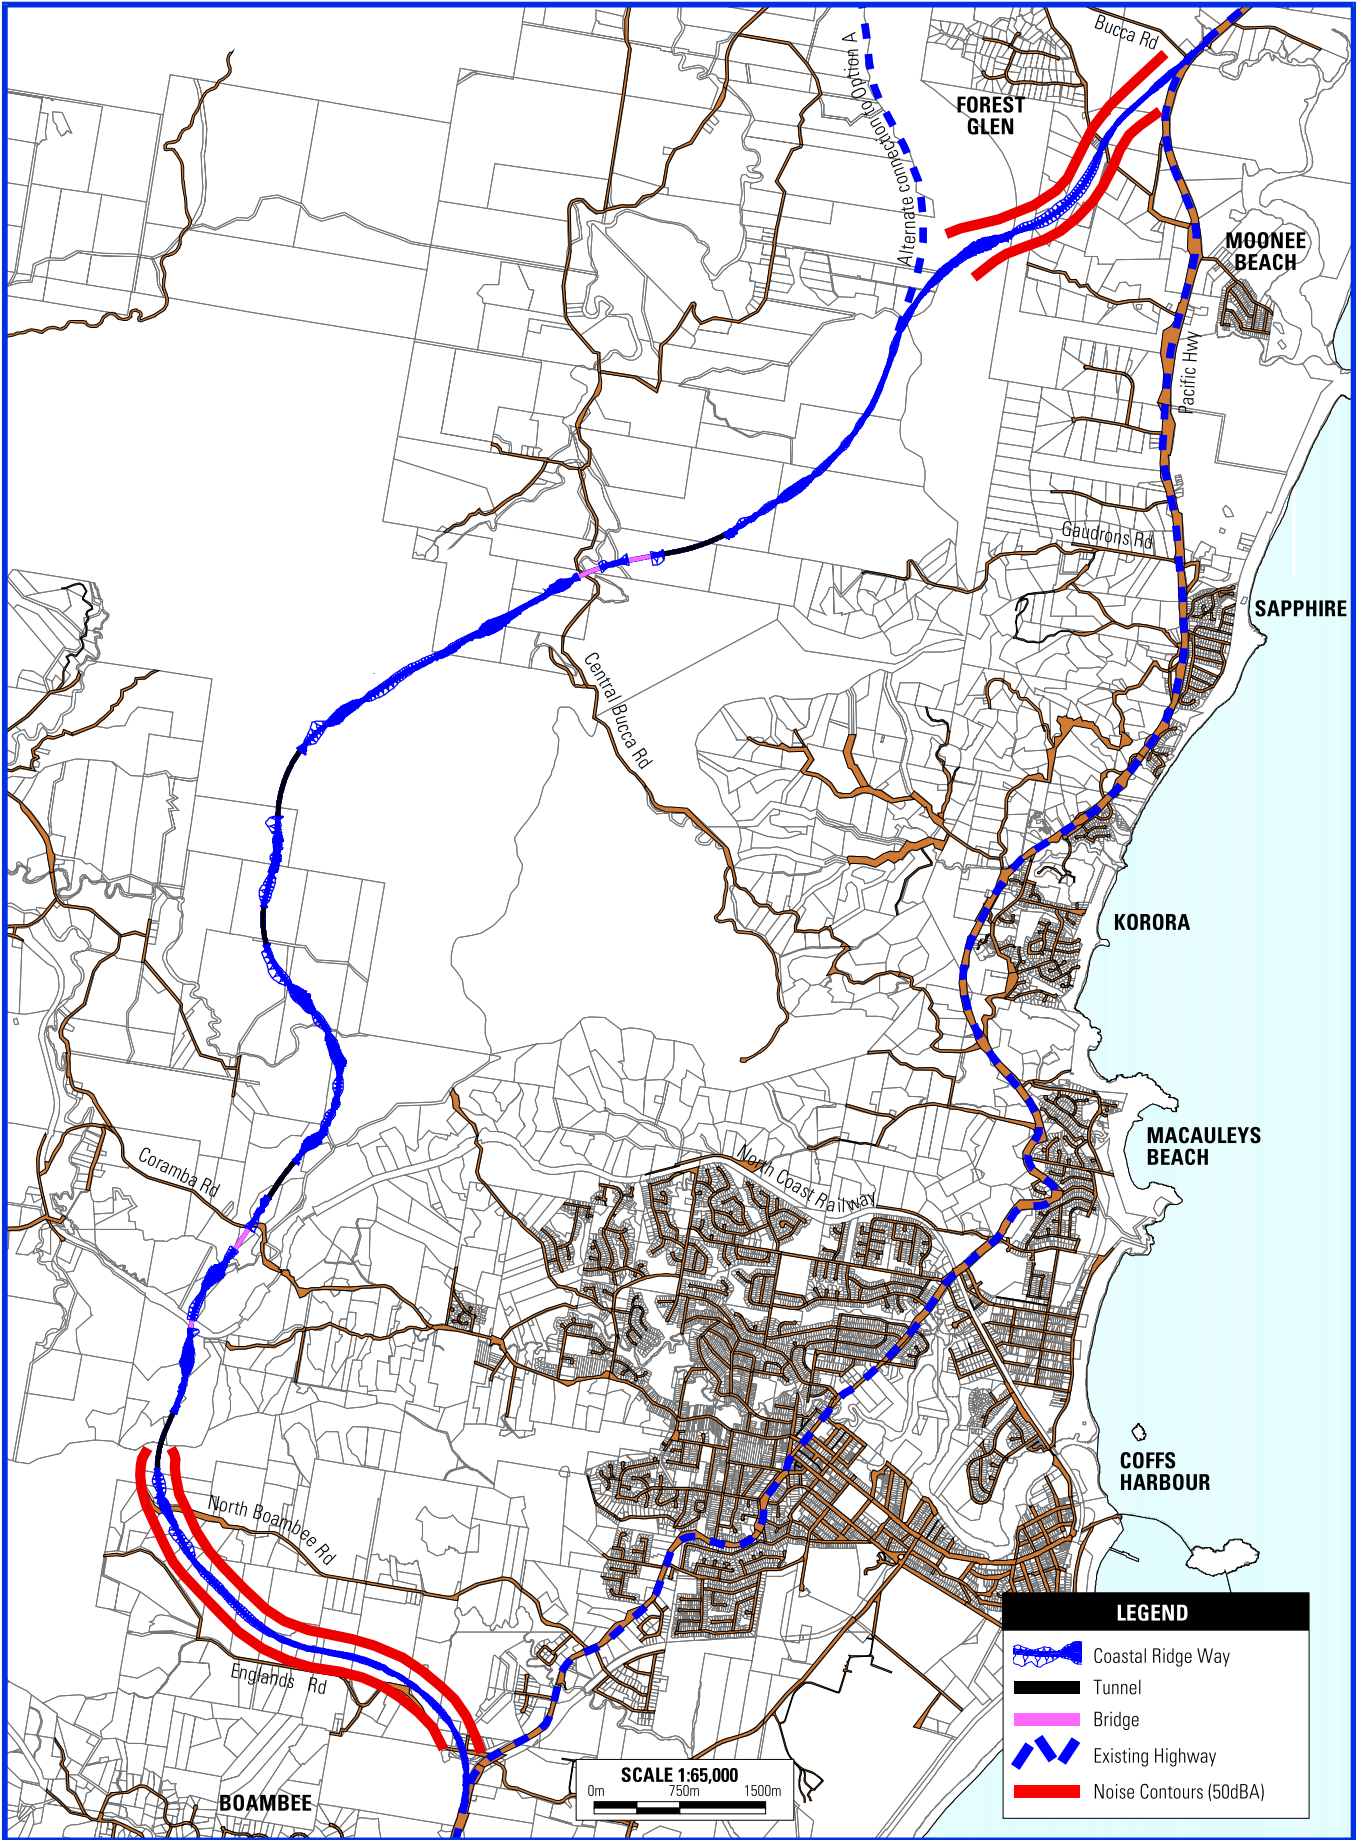 Bucca Rd
Alternate connection to Option A
FOREST
GLEN
MOONEE
BEACH
Pacific Hwy
Gaudrons Rd
SAPPHIRE
Central Bucca Rd
KORORA
MACAULEYS
BEACH
North Coast Railway
Coramba Rd
COFFS
HARBOUR
North Boambee Rd
Englands Rd
BOAMBEE
SCALE 1:65,000
0m 750m 1500m
LEGEND
Coastal Ridge Way
Tunnel
Bridge
Existing Highway
Noise Contours (50dBA)